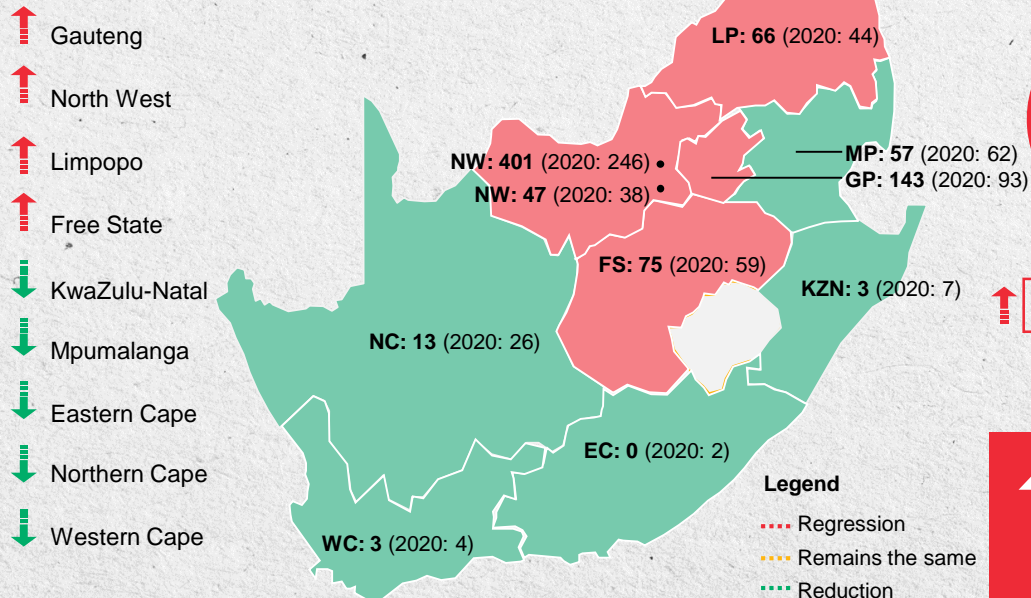 Gauteng
North West
Limpopo
Free State
KwaZulu-Natal
Mpumalanga
Eastern Cape
Northern Cape
Western Cape
LP: 66 (2020: 44)
NW: 401 (2020: 246)
NW: 47 (2020: 38)
MP: 57 (2020: 62)
GP: 143 (2020: 93)
FS: 75 (2020: 59)
KZN: 3 (2020: 7)
NC: 13 (2020: 26)
EC: 0 (2020: 2)
WC: 3 (2020: 4)
Legend
Regression
Remains the same
Reduction